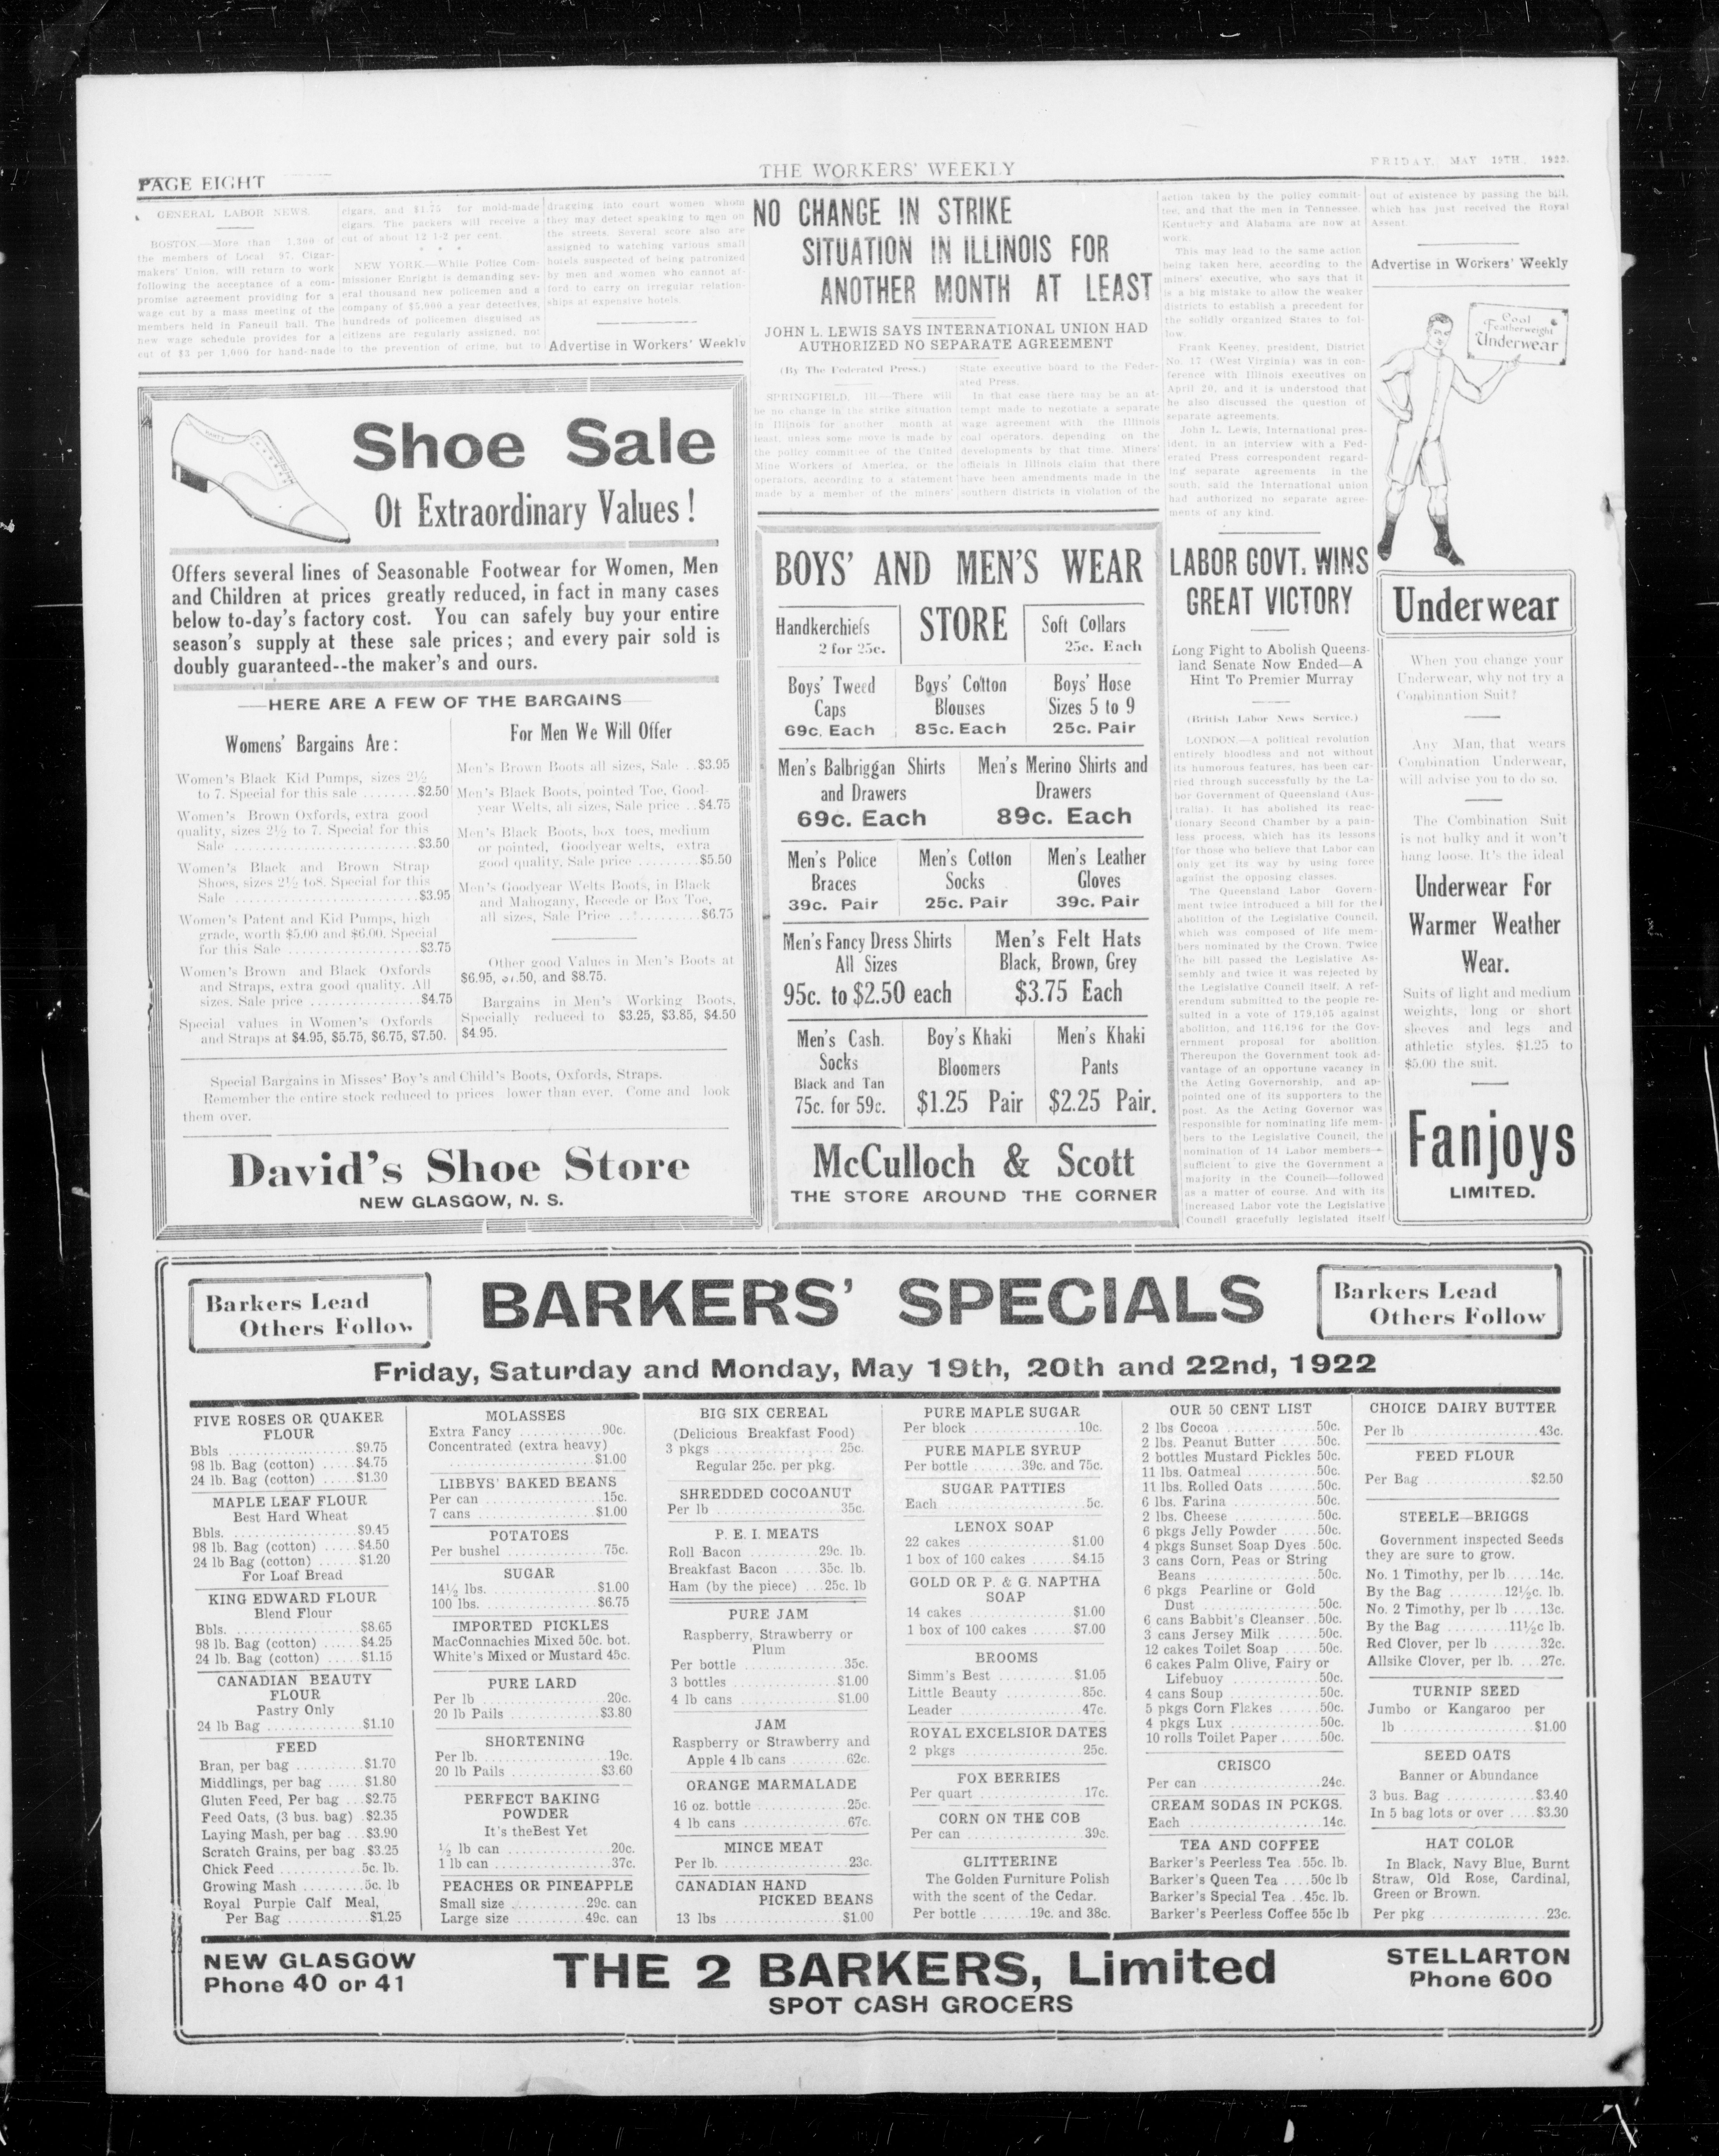 PAGE EIGHT
THE WORKERS' WEEKLY
FRIDAY, MAY 19TH, 1922.
GENERAL LABOR NEWS.
BOSTON.—More than 1,300 of
the members of Local 97, Cigar-
makers' Union, will return to work
following the acceptance of a com-
promise agreement providing for a
wage cut by a mass meeting of the
members held in Faneuil hall. The
new wage schedule provides for a
cut of $3 per 1,000 for hand-made
cigars, and $1.75 for mold-made
cigars. The packers will receive a
cut of about 12 1-2 per cent.
* * *
NEW YORK.—While Police Com-
missioner Enright is demanding sev-
eral thousand new policemen and a
company of $5,000 a year detectives,
hundreds of policemen disguised as
citizens are regularly assigned, not
to the prevention of crime, but to
dragging into court women whom
they may detect speaking to men on
the streets. Several score also are
assigned to watching various small
hotels suspected of being patronized
by men and women who cannot af-
ford to carry on irregular relation-
ships at expensive hotels.
Advertise in Workers' Weekly
NO CHANGE IN STRIKE
SITUATION IN ILLINOIS FOR
ANOTHER MONTH AT LEAST
JOHN L. LEWIS SAYS INTERNATIONAL UNION HAD
AUTHORIZED NO SEPARATE AGREEMENT
(By The Federated Press.)
SPRINGFIELD, Ill.—There will
be no change in the strike situation
in Illinois for another month at
least, unless some move is made by
the policy committee of the United
Mine Workers of America, or the
operators, according to a statement
made by a member of the miners'
State executive board to the Feder-
ated Press.
In that case there may be an at-
tempt made to negotiate a separate
wage agreement with the Illinois
coal operators, depending on the
developments by that time. Miners'
officials in Illinois claim that there
have been amendments made in the
southern districts in violation of the
action taken by the policy commit-
tee, and that the men in Tennessee,
Kentucky and Alabama are now at
work.
This may lead to the same action
being taken here, according to the
miners' executive, who says that it
is a big mistake to allow the weaker
districts to establish a precedent for
the solidly organized States to fol-
low.
Frank Keeney, president, District
No. 17 (West Virginia) was in con-
ference with Illinois executives on
April 20, and it is understood that
he also discussed the question of
separate agreements.
John L. Lewis, International pres-
ident, in an interview with a Fed-
erated Press correspondent regard-
ing separate agreements in the
south, said the International union
had authorized no separate agree-
ments of any kind.
LABOR GOVT. WINS
GREAT VICTORY
Long Fight to Abolish Queens-
land Senate Now Ended—A
Hint To Premier Murray
(British Labor News Service.)
LONDON.—A political revolution
entirely bloodless and not without
its humorous features, has been car-
ried through successfully by the La-
bor Government of Queensland (Aus-
tralia). It has abolished its reac-
tionary Second Chamber by a pain-
less process, which has its lessons
for those who believe that Labor can
only get its way by using force
against the opposing classes.
The Queensland Labor Govern-
ment twice introduced a bill for the
abolition of the Legislative Council,
which was composed of life mem-
bers nominated by the Crown. Twice
the bill passed the Legislative As-
sembly and twice it was rejected by
the Legislative Council itself. A ref-
erendum submitted to the people re-
sulted in a vote of 179,105 against
abolition, and 116,196 for the Gov-
ernment proposal for abolition.
Thereupon the Government took ad-
vantage of an opportune vacancy in
the Acting Governorship, and ap-
pointed one of its supporters to the
post. As the Acting Governor was
responsible for nominating life mem-
bers to the Legislative Council, the
nomination of 14 Labor members—
sufficient to give the Government a
majority in the Council—followed
as a matter of course. And with its
increased Labor vote the Legislative
Council gracefully legislated itself
out of existence by passing the bill,
which has just received the Royal
Assent.
Advertise in Workers' Weekly
Shoe Sale
Of Extraordinary Values !
Offers several lines of Seasonable Footwear for Women, Men
and Children at prices greatly reduced, in fact in many cases
below to-day's factory cost. You can safely buy your entire
season's supply at these sale prices; and every pair sold is
doubly guaranteed--the maker's and ours.
HERE ARE A FEW OF THE BARGAINS
Womens' Bargains Are:
Women's Black Kid Pumps, sizes 2½
to 7. Special for this sale ........$2.50
Women's Brown Oxfords, extra good
quality, sizes 2½ to 7. Special for this
Sale ........................$3.50
Women's Black and Brown Strap
Shoes, sizes 2½ to8. Special for this
Sale ........................$3.95
Women's Patent and Kid Pumps, high
grade, worth $5.00 and $6.00. Special
for this Sale .................$3.75
Women's Brown and Black Oxfords
and Straps, extra good quality. All
sizes. Sale price ..............$4.75
Special values in Women's Oxfords
and Straps at $4.95, $5.75, $6.75, $7.50.
For Men We Will Offer
Men's Brown Boots all sizes, Sale ..$3.95
Men's Black Boots, pointed Toe, Good-
year Welts, all sizes, Sale price ..$4.75
Men's Black Boots, box toes, medium
or pointed, Goodyear welts, extra
good quality, Sale price .........$5.50
Men's Goodyear Welts Boots, in Black
and Mahogany, Recede or Box Toe,
all sizes, Sale Price ...........$6.75
Other good Values in Men's Boots at
$6.95, $7.50, and $8.75.
Bargains in Men's Working Boots,
Specially reduced to $3.25, $3.85, $4.50
$4.95.
Special Bargains in Misses' Boy's and Child's Boots, Oxfords, Straps.
Remember the entire stock reduced to prices lower than ever. Come and look
them over.
David's Shoe Store
NEW GLASGOW, N. S.
BOYS' AND MEN'S WEAR
STORE
Handkerchiefs
2 for 25c.
Soft Collars
25c. Each
Boys' Tweed
Caps
69c. Each
Boys' Cotton
Blouses
85c. Each
Boys' Hose
Sizes 5 to 9
25c. Pair
Men's Balbriggan Shirts
and Drawers
69c. Each
Men's Merino Shirts and
Drawers
89c. Each
Men's Police
Braces
39c. Pair
Men's Cotton
Socks
25c. Pair
Men's Leather
Gloves
39c. Pair
Men's Fancy Dress Shirts
All Sizes
95c. to $2.50 each
Men's Felt Hats
Black, Brown, Grey
$3.75 Each
Men's Cash.
Socks
Black and Tan
75c. for 59c.
Boy's Khaki
Bloomers
$1.25 Pair
Men's Khaki
Pants
$2.25 Pair.
McCulloch & Scott
THE STORE AROUND THE CORNER
Cool
Featherweight
Underwear
Underwear
When you change your
Underwear, why not try a
Combination Suit?
Any Man, that wears
Combination Underwear,
will advise you to do so.
The Combination Suit
is not bulky and it won't
hang loose. It's the ideal
Underwear For
Warmer Weather
Wear.
Suits of light and medium
weights, long or short
sleeves and legs and
athletic styles. $1.25 to
$5.00 the suit.
Fanjoys
LIMITED.
Barkers Lead
Others Follow
BARKERS' SPECIALS
Barkers Lead
Others Follow
Friday, Saturday and Monday, May 19th, 20th and 22nd, 1922
FIVE ROSES OR QUAKER
FLOUR
Bbls ..................$9.75
98 lb. Bag (cotton) .....$4.75
24 lb. Bag (cotton) .....$1.30
MAPLE LEAF FLOUR
Best Hard Wheat
Bbls. .................$9.45
98 lb. Bag (cotton) .....$4.50
24 lb Bag (cotton) ......$1.20
For Loaf Bread
KING EDWARD FLOUR
Blend Flour
Bbls. .................$8.65
98 lb. Bag (cotton) .....$4.25
24 lb. Bag (cotton) .....$1.15
CANADIAN BEAUTY
FLOUR
Pastry Only
24 lb Bag .............$1.10
FEED
Bran, per bag ..........$1.70
Middlings, per bag ......$1.80
Gluten Feed, Per bag ...$2.75
Feed Oats, (3 bus. bag) .$2.35
Laying Mash, per bag ...$3.90
Scratch Grains, per bag .$3.25
Chick Feed ...........5c. lb.
Growing Mash .........5c. lb
Royal Purple Calf Meal,
Per Bag ...........$1.25
MOLASSES
Extra Fancy ...........90c.
Concentrated (extra heavy)
.....................$1.00
LIBBYS' BAKED BEANS
Per can ................15c.
7 cans ................$1.00
POTATOES
Per bushel .............75c.
SUGAR
14½ lbs. ..............$1.00
100 lbs. ...............$6.75
IMPORTED PICKLES
MacConnachies Mixed 50c. bot.
White's Mixed or Mustard 45c.
PURE LARD
Per lb .................20c.
20 lb Pails ............$3.80
SHORTENING
Per lb. ................19c.
20 lb Pails ............$3.60
PERFECT BAKING
POWDER
It's theBest Yet
½ lb can ..............20c.
1 lb can ...............37c.
PEACHES OR PINEAPPLE
Small size ..........29c. can
Large size ..........49c. can
BIG SIX CEREAL
(Delicious Breakfast Food)
3 pkgs ................25c.
Regular 25c. per pkg.
SHREDDED COCOANUT
Per lb .................35c.
P. E. I. MEATS
Roll Bacon ..........29c. lb.
Breakfast Bacon .....35c. lb.
Ham (by the piece) ...25c. lb
PURE JAM
Raspberry, Strawberry or
Plum
Per bottle ..............35c.
3 bottles ..............$1.00
4 lb cans ..............$1.00
JAM
Raspberry or Strawberry and
Apple 4 lb cans ........62c.
ORANGE MARMALADE
16 oz. bottle ............25c.
4 lb cans ..............67c.
MINCE MEAT
Per lb. .................23c.
CANADIAN HAND
PICKED BEANS
13 lbs ................$1.00
PURE MAPLE SUGAR
Per block ..............10c.
PURE MAPLE SYRUP
Per bottle .......39c. and 75c.
SUGAR PATTIES
Each ...................5c.
LENOX SOAP
22 cakes ..............$1.00
1 box of 100 cakes ......$4.15
GOLD OR P. & G. NAPTHA
SOAP
14 cakes ..............$1.00
1 box of 100 cakes ......$7.00
BROOMS
Simm's Best ...........$1.05
Little Beauty ...........85c.
Leader .................47c.
ROYAL EXCELSIOR DATES
2 pkgs .................25c.
FOX BERRIES
Per quart ..............17c.
CORN ON THE COB
Per can ................39c.
GLITTERINE
The Golden Furniture Polish
with the scent of the Cedar.
Per bottle .......19c. and 38c.
OUR 50 CENT LIST
2 lbs Cocoa .............50c.
2 lbs. Peanut Butter .....50c.
2 bottles Mustard Pickles 50c.
11 lbs. Oatmeal ..........50c.
11 lbs. Rolled Oats .......50c.
6 lbs. Farina ............50c.
2 lbs. Cheese ............50c.
6 pkgs Jelly Powder .....50c.
4 pkgs Sunset Soap Dyes .50c.
3 cans Corn, Peas or String
Beans .................50c.
6 pkgs Pearline or Gold
Dust ..................50c.
6 cans Babbit's Cleanser ..50c.
3 cans Jersey Milk .......50c.
12 cakes Toilet Soap .....50c.
6 cakes Palm Olive, Fairy or
Lifebuoy .............50c.
4 cans Soup .............50c.
5 pkgs Corn Flakes ......50c.
4 pkgs Lux .............50c.
10 rolls Toilet Paper ......50c.
CRISCO
Per can ................24c.
CREAM SODAS IN PCKGS.
Each ...................14c.
TEA AND COFFEE
Barker's Peerless Tea .55c. lb.
Barker's Queen Tea ....50c lb
Barker's Special Tea ..45c. lb.
Barker's Peerless Coffee 55c lb
CHOICE DAIRY BUTTER
Per lb ..................43c.
FEED FLOUR
Per Bag ...............$2.50
STEELE—BRIGGS
Government inspected Seeds
they are sure to grow.
No. 1 Timothy, per lb .....14c.
By the Bag ........12½c. lb.
No. 2 Timothy, per lb ....13c.
By the Bag .........11½c lb.
Red Clover, per lb .......32c.
Allsike Clover, per lb. ...27c.
TURNIP SEED
Jumbo or Kangaroo per
lb ..................$1.00
SEED OATS
Banner or Abundance
3 bus. Bag ............$3.40
In 5 bag lots or over ....$3.30
HAT COLOR
In Black, Navy Blue, Burnt
Straw, Old Rose, Cardinal,
Green or Brown.
Per pkg ................23c.
NEW GLASGOW
Phone 40 or 41
THE 2 BARKERS, Limited
SPOT CASH GROCERS
STELLARTON
Phone 600